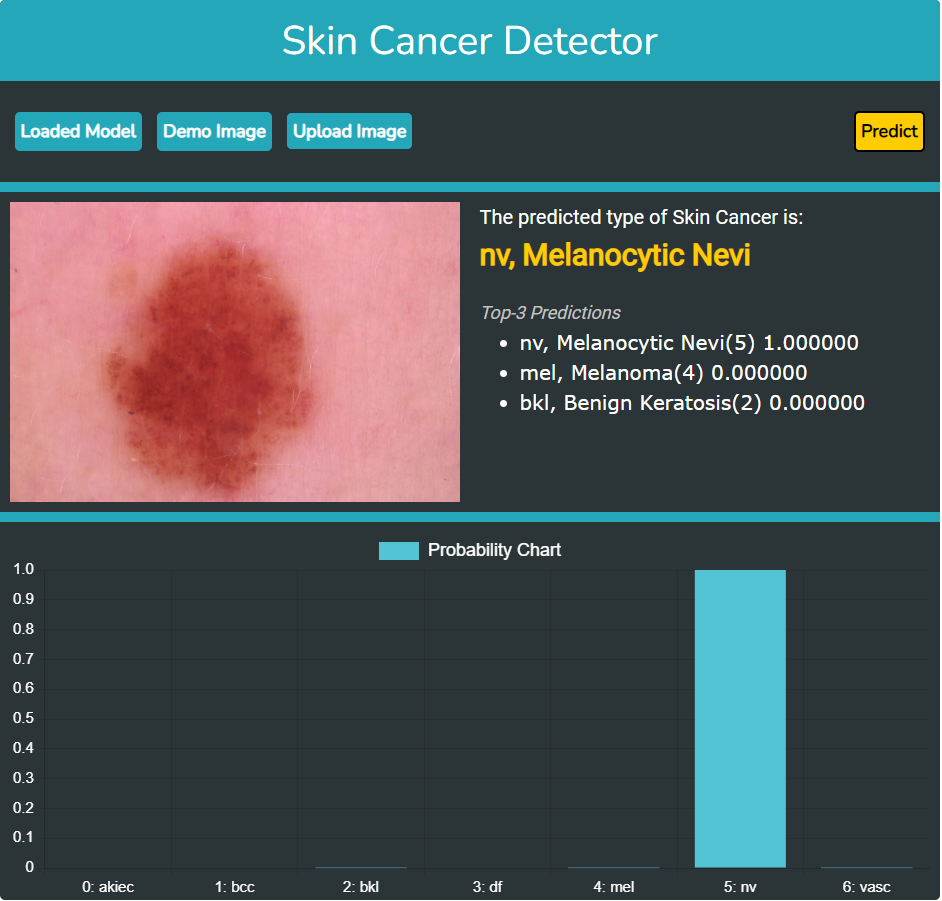 Skin Cancer Detector
Loaded Model
Demo Image
Upload Image
Predict
The predicted type of Skin Cancer is:
nv, Melanocytic Nevi
Top-3 Predictions
• nv, Melanocytic Nevi(5) 1.000000
• mel, Melanoma(4) 0.000000
• bkl, Benign Keratosis(2) 0.000000
Probability Chart
1.0
0.9
0.8
0.7
0.6
0.5
0.4
0.3
0.2
0.1
0
0: akiec
1: bcc
2: bkl
3: df
4: mel
5: nv
6: vasc